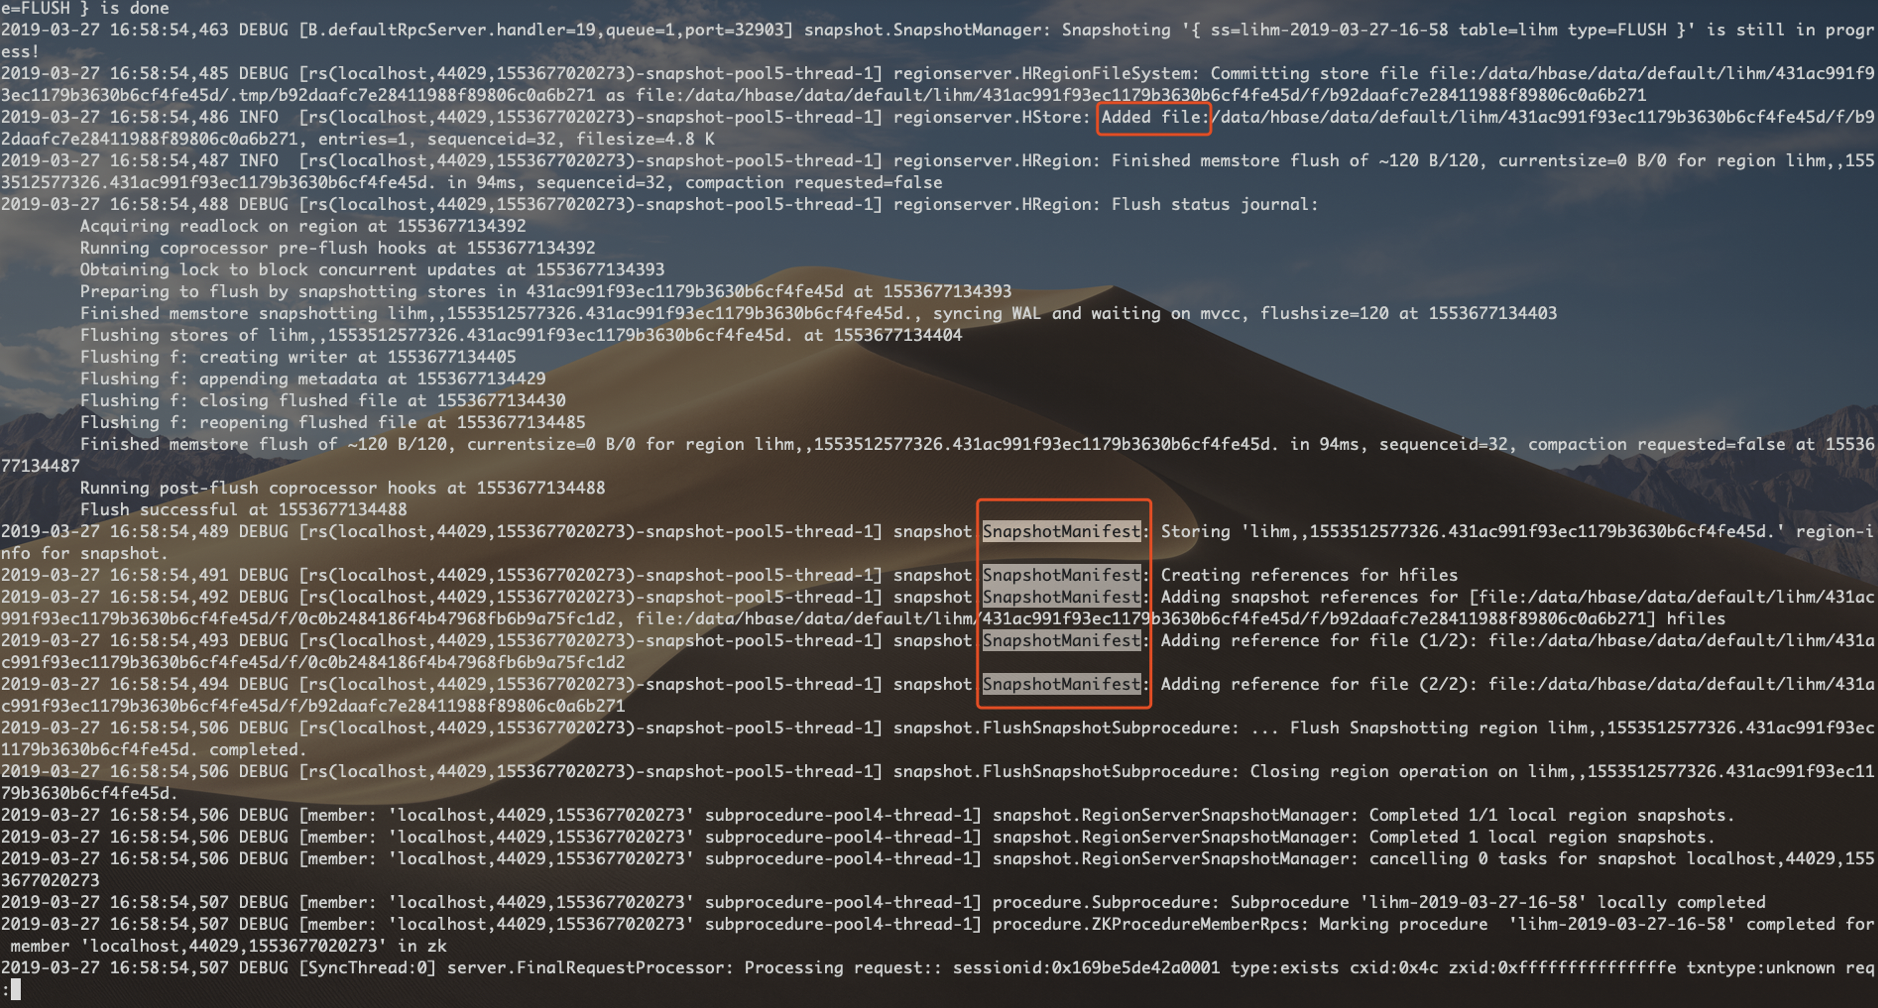 e=FLUSH } is done
2019-03-27 16:58:54,463 DEBUG [B.defaultRpcServer.handler=19,queue=1,port=32903] snapshot.SnapshotManager: Snapshoting '{ ss=lihm-2019-03-27-16-58 table=lihm type=FLUSH }' is still in progr
ess!
2019-03-27 16:58:54,485 DEBUG [rs(localhost,44029,1553677020273)-snapshot-pool5-thread-1] regionserver.HRegionFileSystem: Committing store file file:/data/hbase/data/default/lihm/431ac991f9
3ec1179b3630b6cf4fe45d/.tmp/b92daafc7e28411988f89806c0a6b271 as file:/data/hbase/data/default/lihm/431ac991f93ec1179b3630b6cf4fe45d/f/b92daafc7e28411988f89806c0a6b271
2019-03-27 16:58:54,486 INFO  [rs(localhost,44029,1553677020273)-snapshot-pool5-thread-1] regionserver.HStore: Added file:/data/hbase/data/default/lihm/431ac991f93ec1179b3630b6cf4fe45d/f/b9
2daafc7e28411988f89806c0a6b271, entries=1, sequenceid=32, filesize=4.8 K
2019-03-27 16:58:54,487 INFO  [rs(localhost,44029,1553677020273)-snapshot-pool5-thread-1] regionserver.HRegion: Finished memstore flush of ~120 B/120, currentsize=0 B/0 for region lihm,,155
3512577326.431ac991f93ec1179b3630b6cf4fe45d. in 94ms, sequenceid=32, compaction requested=false
2019-03-27 16:58:54,488 DEBUG [rs(localhost,44029,1553677020273)-snapshot-pool5-thread-1] regionserver.HRegion: Flush status journal:
Acquiring readlock on region at 1553677134392
Running coprocessor pre-flush hooks at 1553677134392
Obtaining lock to block concurrent updates at 1553677134393
Preparing to flush by snapshotting stores in 431ac991f93ec1179b3630b6cf4fe45d at 1553677134393
Finished memstore snapshotting lihm,,1553512577326.431ac991f93ec1179b3630b6cf4fe45d., syncing WAL and waiting on mvcc, flushsize=120 at 1553677134403
Flushing stores of lihm,,1553512577326.431ac991f93ec1179b3630b6cf4fe45d. at 1553677134404
Flushing f: creating writer at 1553677134405
Flushing f: appending metadata at 1553677134429
Flushing f: closing flushed file at 1553677134430
Flushing f: reopening flushed file at 1553677134485
Finished memstore flush of ~120 B/120, currentsize=0 B/0 for region lihm,,1553512577326.431ac991f93ec1179b3630b6cf4fe45d. in 94ms, sequenceid=32, compaction requested=false at 15536
77134487
Running post-flush coprocessor hooks at 1553677134488
Flush successful at 1553677134488
2019-03-27 16:58:54,489 DEBUG [rs(localhost,44029,1553677020273)-snapshot-pool5-thread-1] snapshot.SnapshotManifest: Storing 'lihm,,1553512577326.431ac991f93ec1179b3630b6cf4fe45d.' region-i
nfo for snapshot.
2019-03-27 16:58:54,491 DEBUG [rs(localhost,44029,1553677020273)-snapshot-pool5-thread-1] snapshot.SnapshotManifest: Creating references for hfiles
2019-03-27 16:58:54,492 DEBUG [rs(localhost,44029,1553677020273)-snapshot-pool5-thread-1] snapshot.SnapshotManifest: Adding snapshot references for [file:/data/hbase/data/default/lihm/431ac
991f93ec1179b3630b6cf4fe45d/f/0c0b2484186f4b47968fb6b9a75fc1d2, file:/data/hbase/data/default/lihm/431ac991f93ec1179b3630b6cf4fe45d/f/b92daafc7e28411988f89806c0a6b271] hfiles
2019-03-27 16:58:54,493 DEBUG [rs(localhost,44029,1553677020273)-snapshot-pool5-thread-1] snapshot.SnapshotManifest: Adding reference for file (1/2): file:/data/hbase/data/default/lihm/431a
c991f93ec1179b3630b6cf4fe45d/f/0c0b2484186f4b47968fb6b9a75fc1d2
2019-03-27 16:58:54,494 DEBUG [rs(localhost,44029,1553677020273)-snapshot-pool5-thread-1] snapshot.SnapshotManifest: Adding reference for file (2/2): file:/data/hbase/data/default/lihm/431a
c991f93ec1179b3630b6cf4fe45d/f/b92daafc7e28411988f89806c0a6b271
2019-03-27 16:58:54,506 DEBUG [rs(localhost,44029,1553677020273)-snapshot-pool5-thread-1] snapshot.FlushSnapshotSubprocedure: ... Flush Snapshotting region lihm,,1553512577326.431ac991f93ec
1179b3630b6cf4fe45d. completed.
2019-03-27 16:58:54,506 DEBUG [rs(localhost,44029,1553677020273)-snapshot-pool5-thread-1] snapshot.FlushSnapshotSubprocedure: Closing region operation on lihm,,1553512577326.431ac991f93ec11
79b3630b6cf4fe45d.
2019-03-27 16:58:54,506 DEBUG [member: 'localhost,44029,1553677020273' subprocedure-pool4-thread-1] snapshot.RegionServerSnapshotManager: Completed 1/1 local region snapshots.
2019-03-27 16:58:54,506 DEBUG [member: 'localhost,44029,1553677020273' subprocedure-pool4-thread-1] snapshot.RegionServerSnapshotManager: Completed 1 local region snapshots.
2019-03-27 16:58:54,506 DEBUG [member: 'localhost,44029,1553677020273' subprocedure-pool4-thread-1] snapshot.RegionServerSnapshotManager: cancelling 0 tasks for snapshot localhost,44029,155
3677020273
2019-03-27 16:58:54,507 DEBUG [member: 'localhost,44029,1553677020273' subprocedure-pool4-thread-1] procedure.Subprocedure: Subprocedure 'lihm-2019-03-27-16-58' locally completed
2019-03-27 16:58:54,507 DEBUG [member: 'localhost,44029,1553677020273' subprocedure-pool4-thread-1] procedure.ZKProcedureMemberRpcs: Marking procedure  'lihm-2019-03-27-16-58' completed for
member 'localhost,44029,1553677020273' in zk
2019-03-27 16:58:54,507 DEBUG [SyncThread:0] server.FinalRequestProcessor: Processing request:: sessionid:0x169be5de42a0001 type:exists cxid:0x4c zxid:0xfffffffffffffffe txntype:unknown req
: